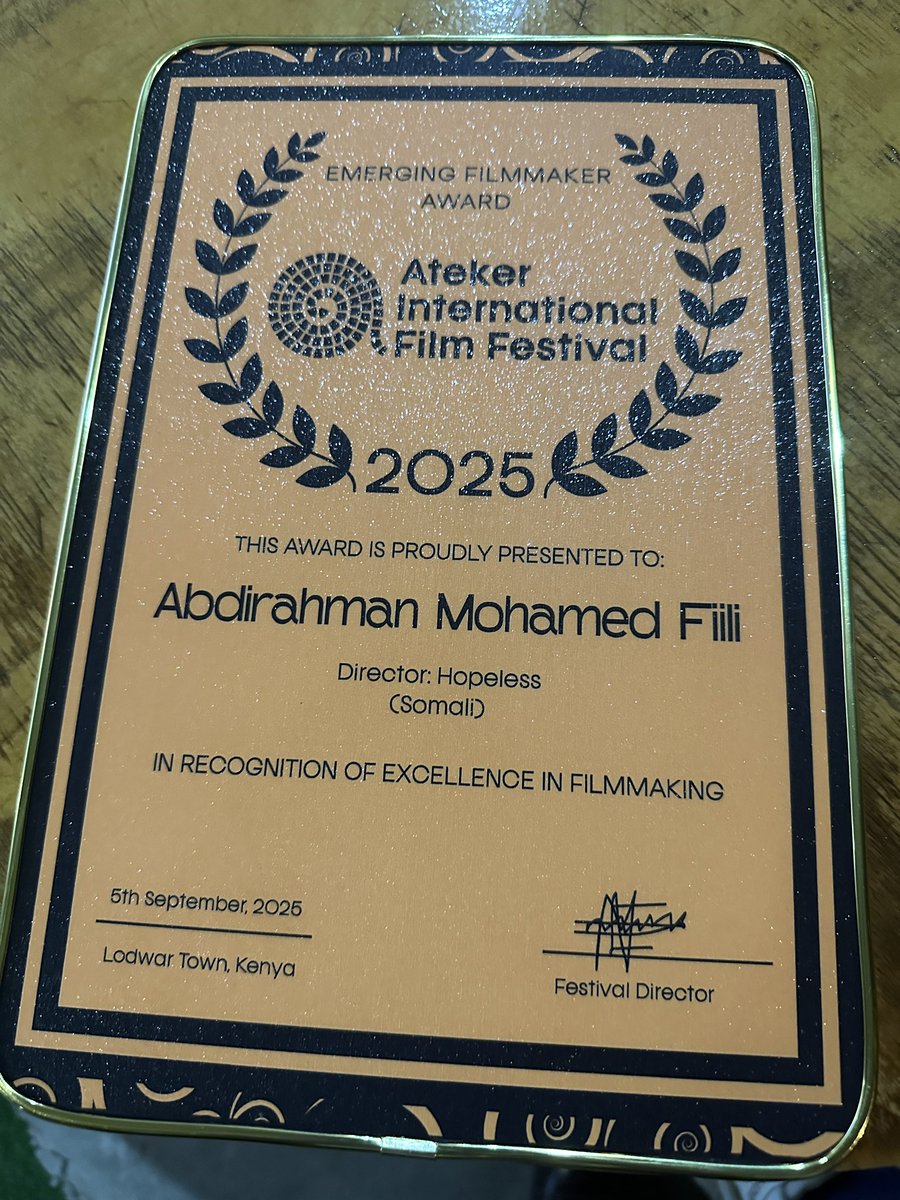 EMERGING FILMMAKER
AWARD
Ateker
International
Film Festival
2025
THIS AWARD IS PROUDLY PRESENTED TO:
Abdirahman Mohamed Fiili
Director: Hopeless
(Somali)
IN RECOGNITION OF EXCELLENCE IN FILMMAKING
5th September, 2025
Lodwar Town, Kenya
Festival Director